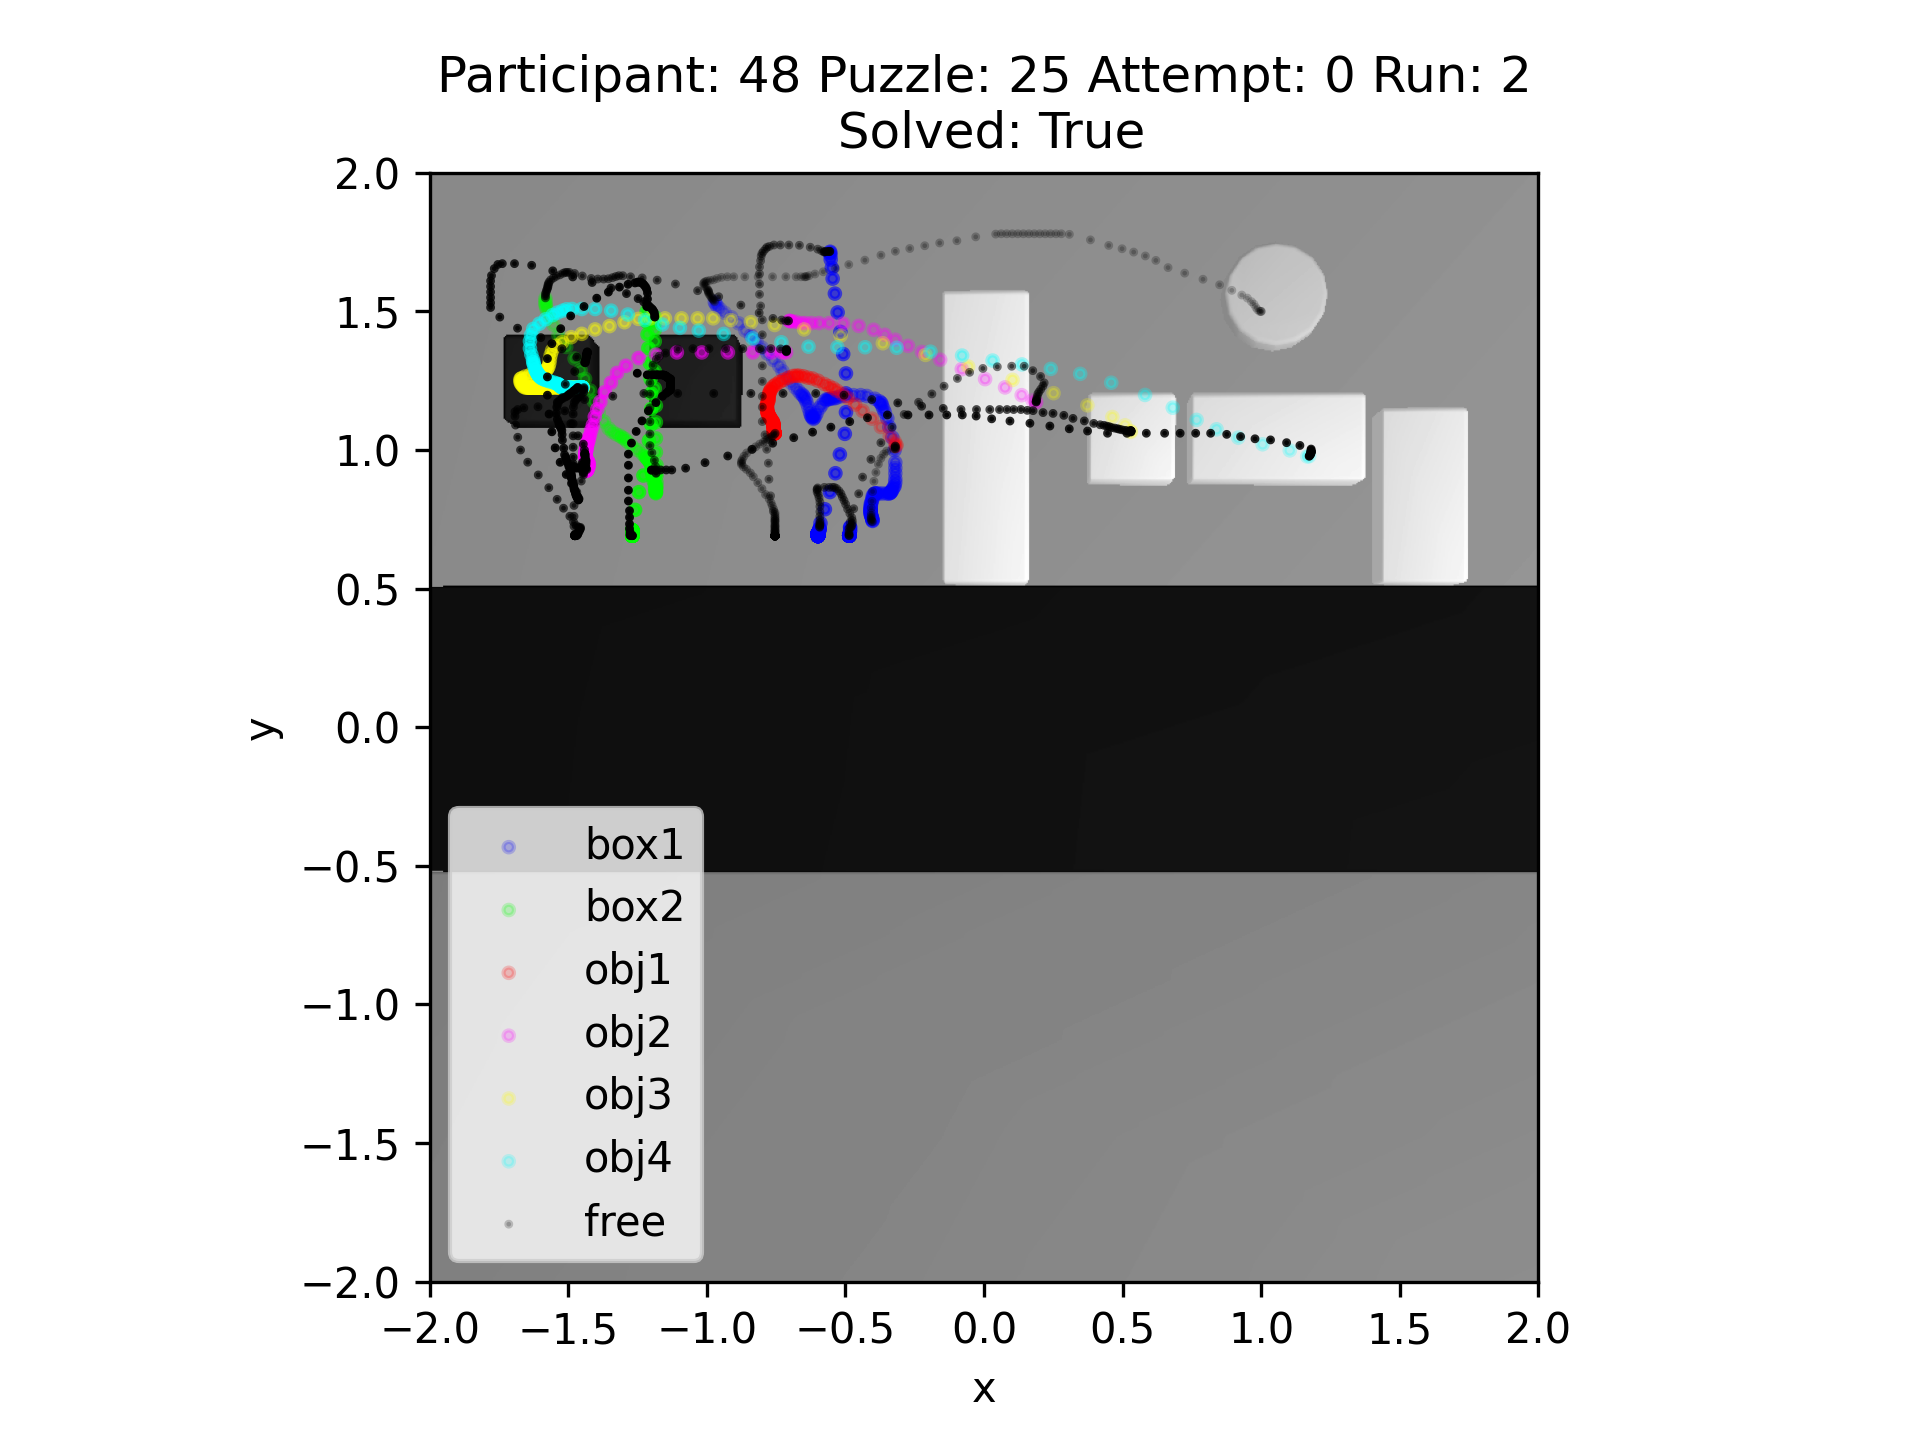 Participant: 48 Puzzle: 25 Attempt: 0 Run: 2
Solved: True
2.0
1.5
1.0
0.5
0.0
−0.5
−1.0
−1.5
−2.0
y
box1
box2
obj1
obj2
obj3
obj4
free
−2.0 −1.5 −1.0 −0.5 0.0 0.5 1.0 1.5 2.0
x